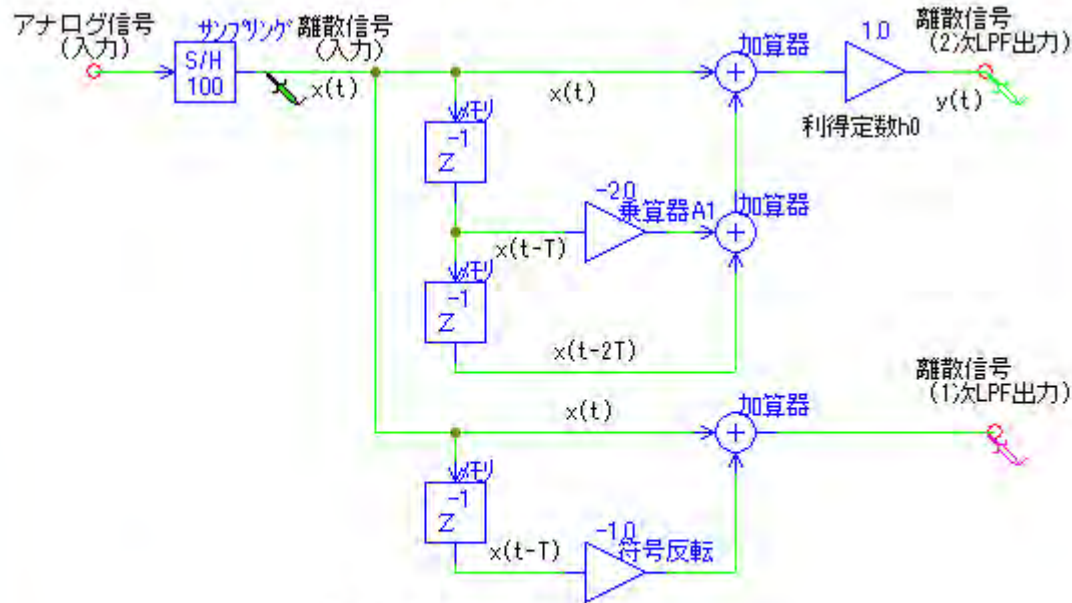 アナログ信号
(入力)
サンプリング
S/H
100
離散信号
(入力)
x(t)
x(t)
加算器
1.0
利得定数h0
離散信号
(2)次LPF出力)
y(t)
メモリ
Z-1
x(t-T)
-2.0
乗算器A1
加算器
メモリ
Z-1
x(t-2T)
x(t)
加算器
離散信号
(1)次LPF出力)
メモリ
Z-1
x(t-T)
-1.0
符号反転